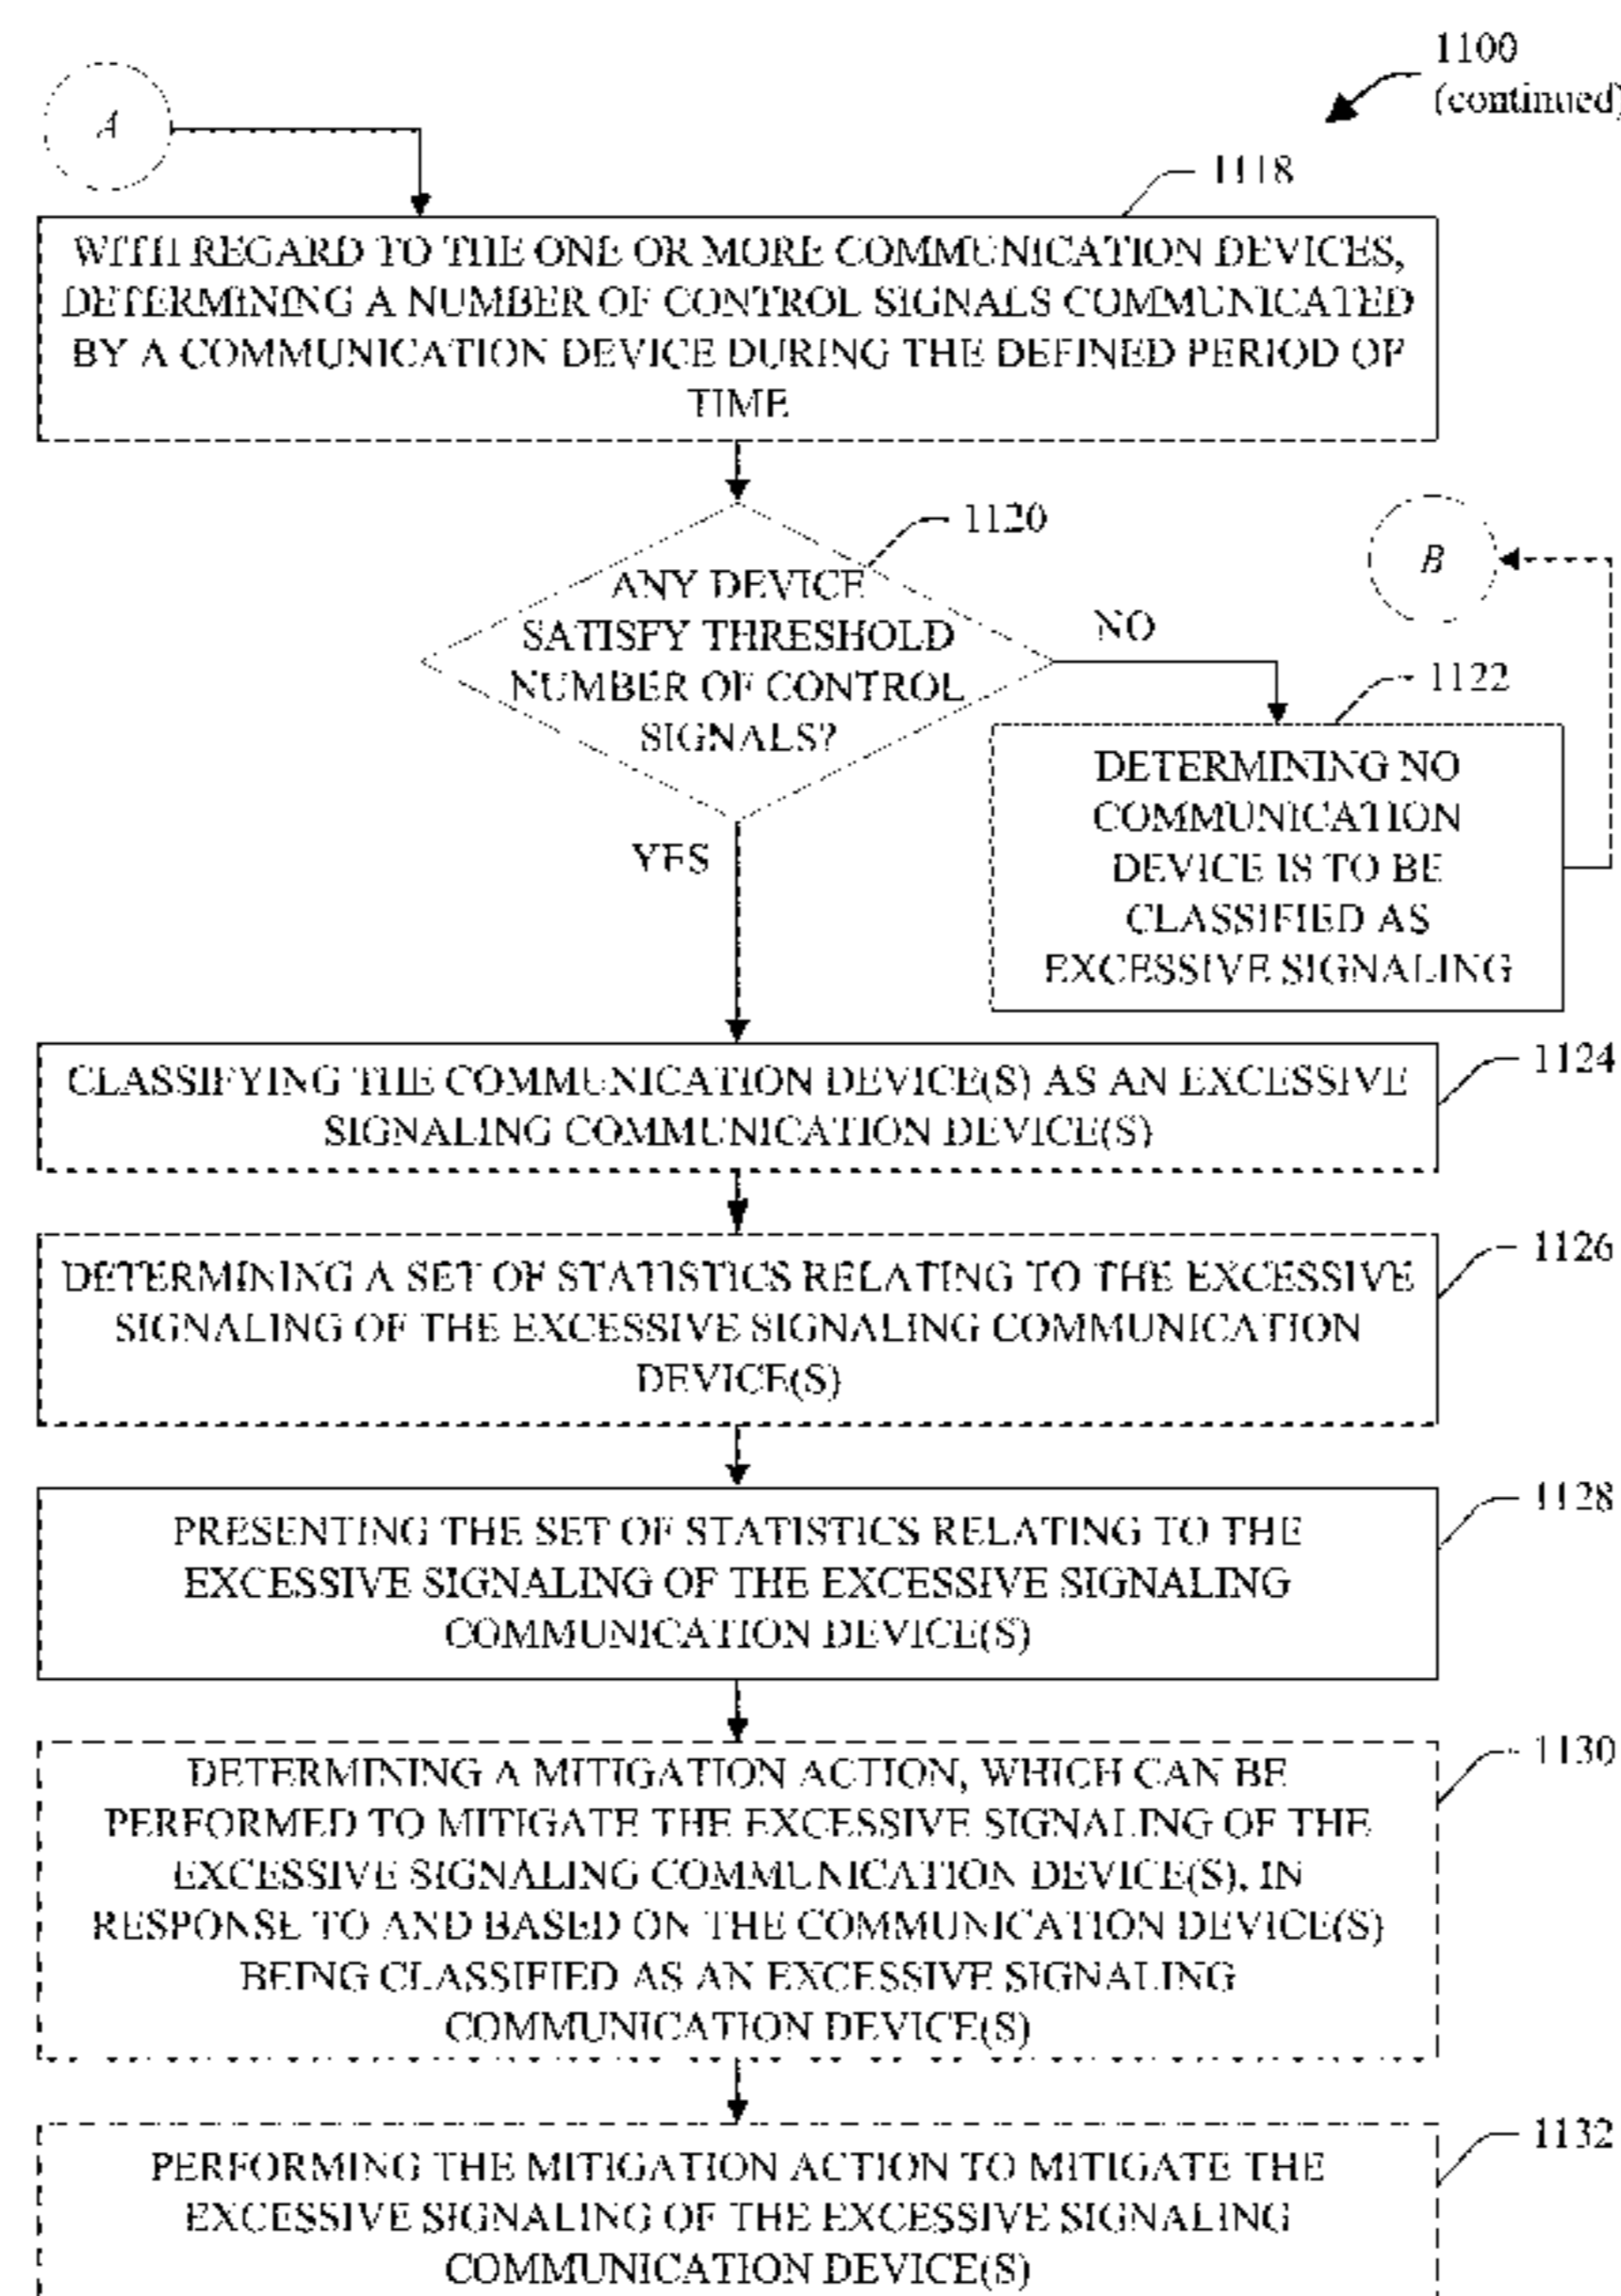 1100
(continued)
A
1118
WITH REGARD TO THE ONE OR MORE COMMUNICATION DEVICES,
DETERMINING A NUMBER OF CONTROL SIGNALS COMMUNICATED
BY A COMMUNICATION DEVICE DURING THE DEFINED PERIOD OF
TIME
1120
ANY DEVICE
SATISFY THRESHOLD
NUMBER OF CONTROL
SIGNALS?
B
NO
1122
DETERMINING NO
COMMUNICATION
DEVICE IS TO BE
CLASSIFIED AS
EXCESSIVE SIGNALING
YES
1124
CLASSIFYING THE COMMUNICATION DEVICE(S) AS AN EXCESSIVE
SIGNALING COMMUNICATION DEVICE(S)
1126
DETERMINING A SET OF STATISTICS RELATING TO THE EXCESSIVE
SIGNALING OF THE EXCESSIVE SIGNALING COMMUNICATION
DEVICE(S)
1128
PRESENTING THE SET OF STATISTICS RELATING TO THE
EXCESSIVE SIGNALING OF THE EXCESSIVE SIGNALING
COMMUNICATION DEVICE(S)
1130
DETERMINING A MITIGATION ACTION, WHICH CAN BE
PERFORMED TO MITIGATE THE EXCESSIVE SIGNALING OF THE
EXCESSIVE SIGNALING COMMUNICATION DEVICE(S), IN
RESPONSE TO AND BASED ON THE COMMUNICATION DEVICE(S)
BEING CLASSIFIED AS AN EXCESSIVE SIGNALING
COMMUNICATION DEVICE(S)
1132
PERFORMING THE MITIGATION ACTION TO MITIGATE THE
EXCESSIVE SIGNALING OF THE EXCESSIVE SIGNALING
COMMUNICATION DEVICE(S)